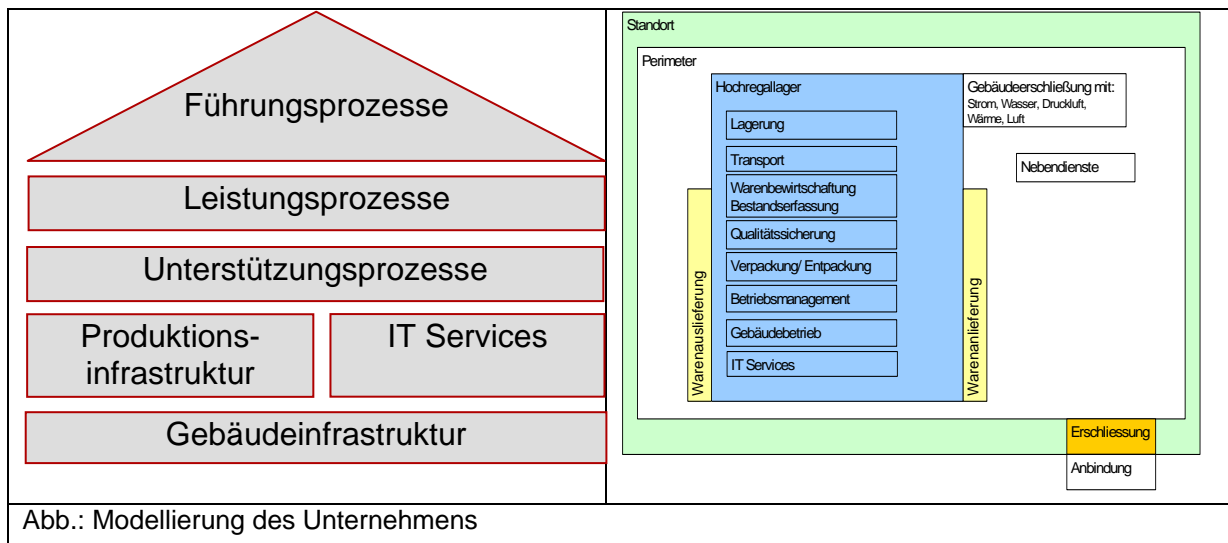 Führungsprozesse
Leistungsprozesse
Unterstützungsprozesse
Produktions-
infrastruktur
IT Services
Gebäudeinfrastruktur
Standort
Perimeter
Hochregallager
Lagerung
Transport
Warenbewirtschaftung
Bestandserfassung
Qualitätssicherung
Verpackung/ Entpackung
Betriebsmanagement
Gebäudebetrieb
IT Services
Warenauslieferung
Warenanlieferung
Gebäudeerschließung mit:
Strom, Wasser, Druckluft,
Wärme, Luft
Nebendienste
Erschliessung
Anbindung
Abb.: Modellierung des Unternehmens